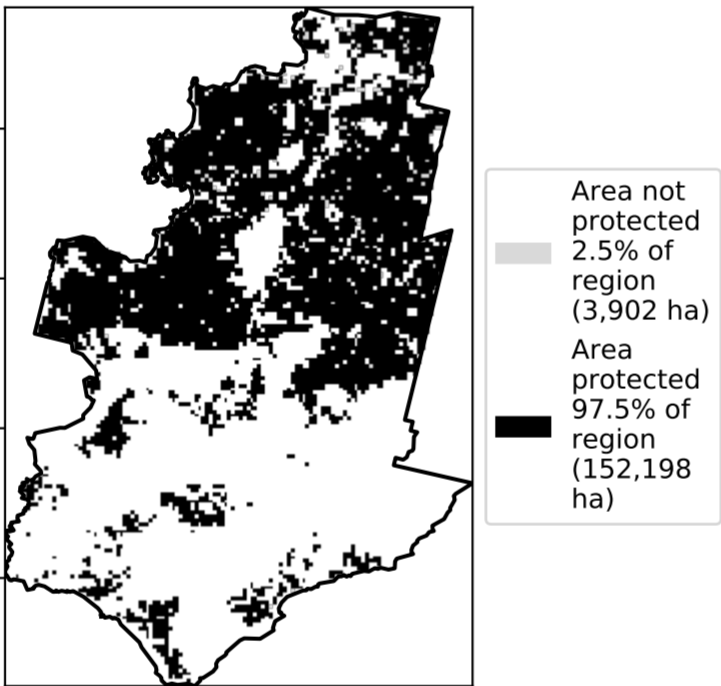 Area not
protected
2.5% of
region
(3,902 ha)
Area
protected
97.5% of
region
(152,198
ha)